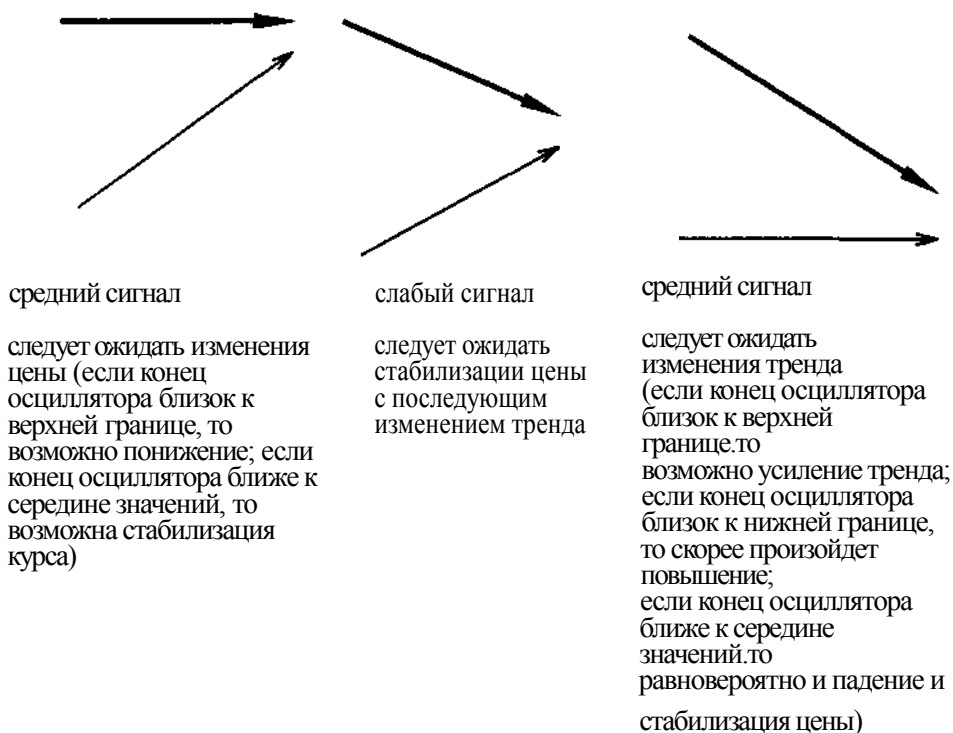 средний сигнал
следует ожидать изменения
цены (если конец
осциллятора близок к
верхней границе, то
возможно понижение; если
конец осциллятора ближе к
середине значений, то
возможна стабилизация
курса)
слабый сигнал
следует ожидать
стабилизации цены
с последующим
изменением тренда
средний сигнал
следует ожидать
изменения тренда
(если конец осциллятора
близок к верхней
границе.то
возможно усиление тренда;
если конец осциллятора
близок к нижней границе,
то скорее произойдет
повышение;
если конец осциллятора
ближе к середине
значений.то
равновероятно и падение и
стабилизация цены)